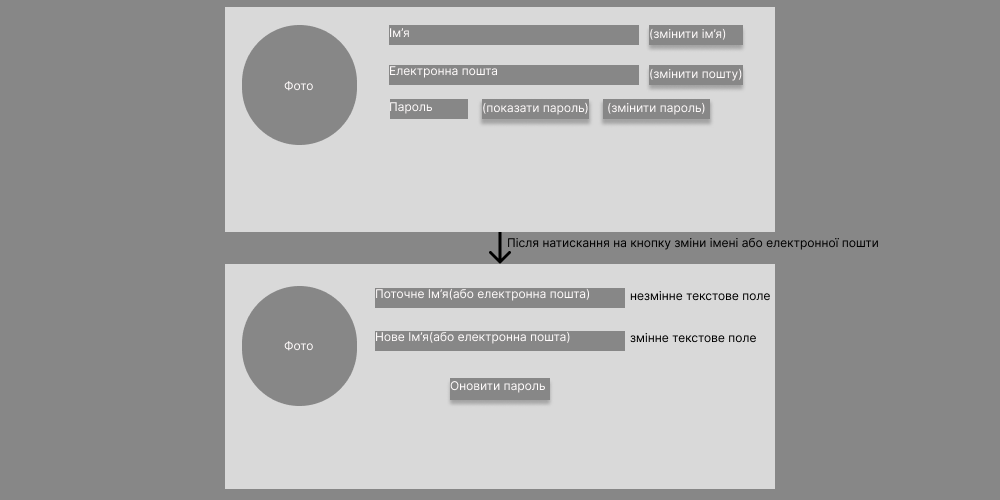 Фото
Ім'я
(змінити ім'я)
Електронна пошта
(змінити пошту)
Пароль
(показати пароль)
(змінити пароль)
Після натискання на кнопку зміни імені або електронної пошти
Фото
Поточне Ім'я(або електронна пошта)
незмінне текстове поле
Нове Ім'я(або електронна пошта)
змінне текстове поле
Оновити пароль